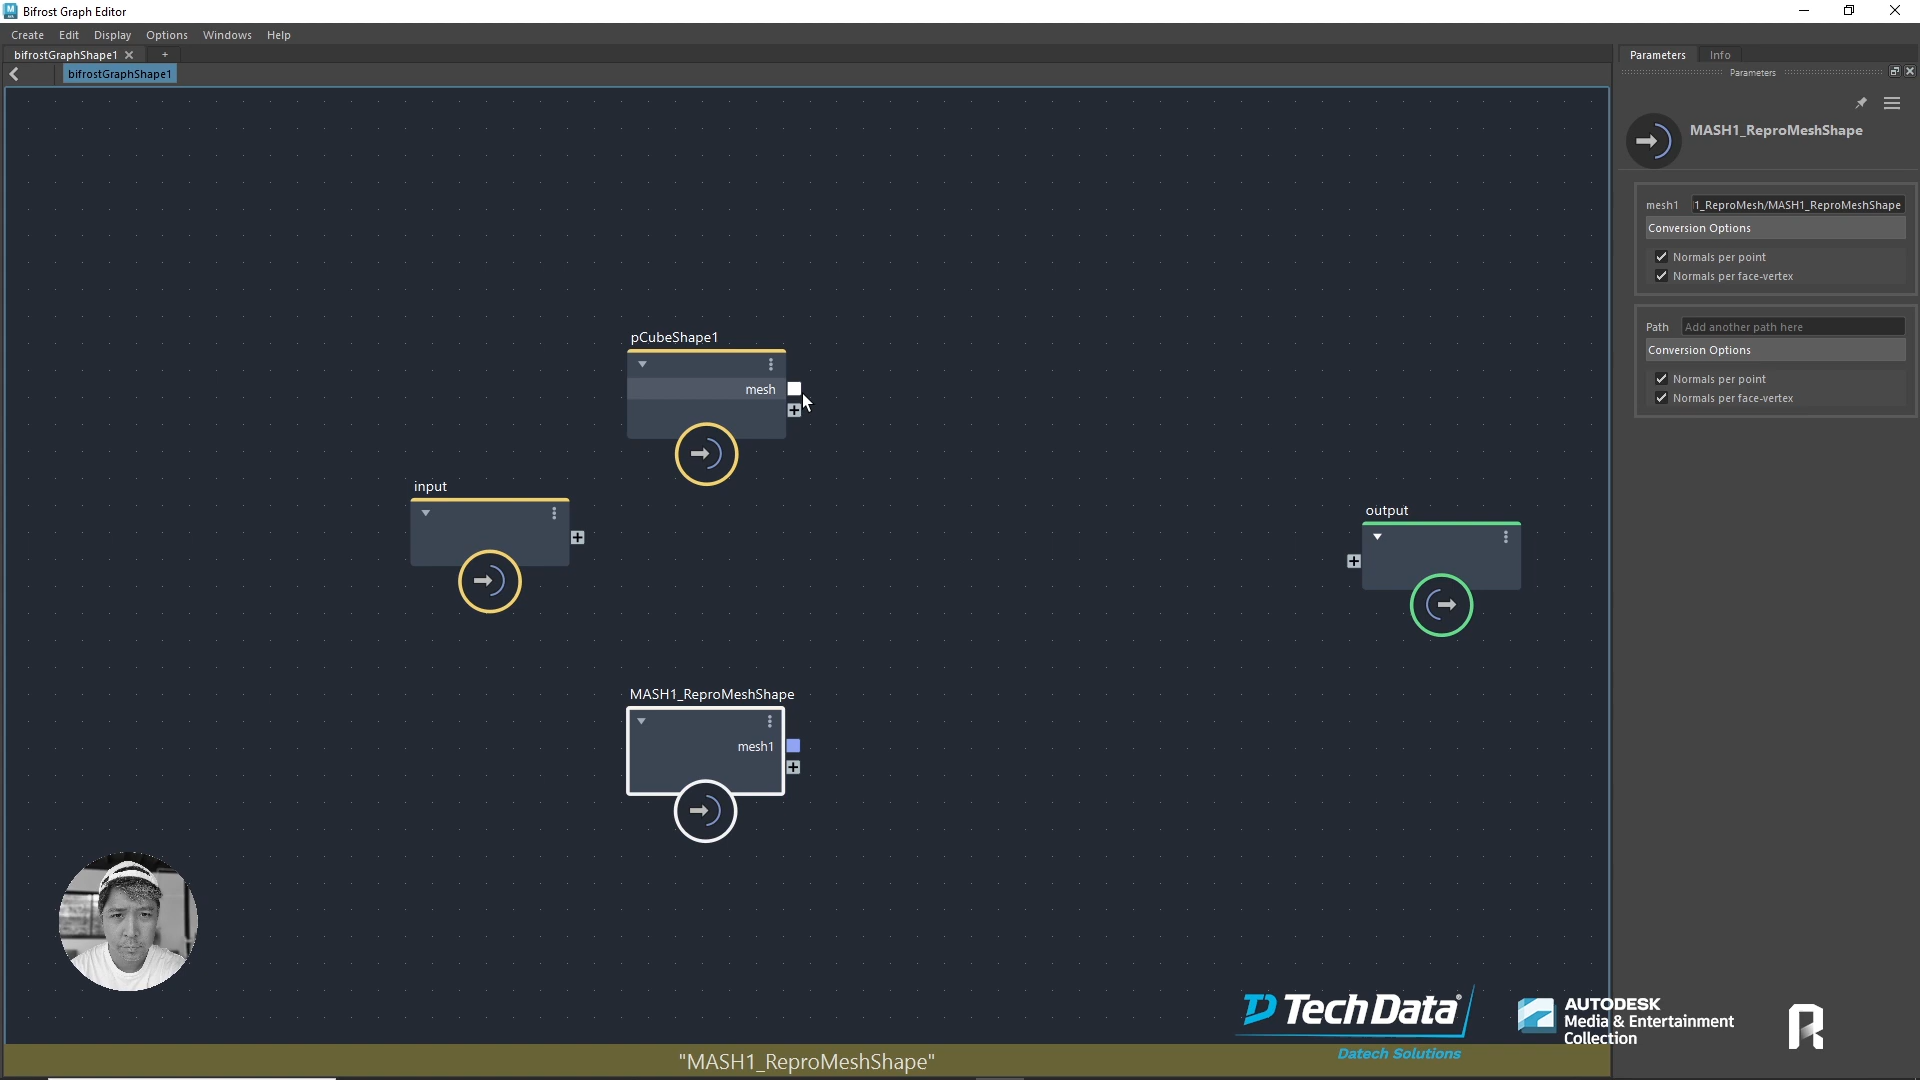 Bifrost Graph Editor
Create Edit Display Options Windows Help
bifrostGraphShape1
bifrostGraphShape1
Parameters Info
Parameters
MASH1_ReproMeshShape
mesh1 1_ReproMesh/MASH1_ReproMeshShape
Conversion Options
Normals per point
Normals per face-vertex
Path Add another path here
Conversion Options
Normals per point
Normals per face-vertex
pCubeShape1
mesh
input
output
MASH1_ReproMeshShape
mesh1
TechData
Datech Solutions
AUTODESK
Media & Entertainment
Collection
"MASH1_ReproMeshShape"